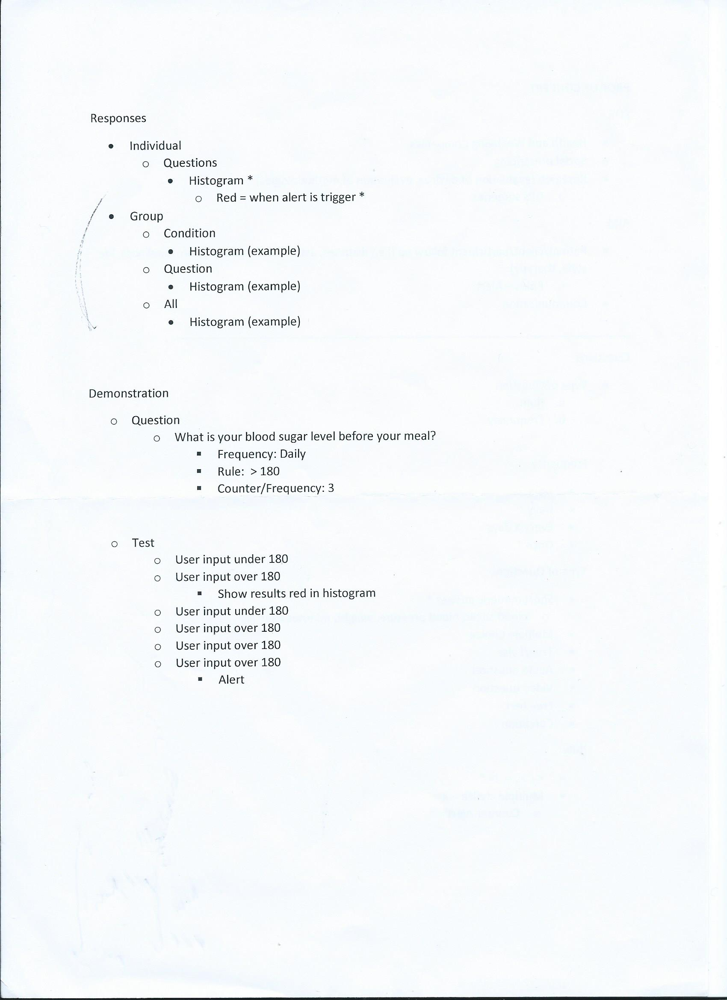 Responses
• Individual
o Questions
• Histogram *
o Red = when alert is trigger *
• Group
o Condition
• Histogram (example)
o Question
• Histogram (example)
o All
• Histogram (example)
Demonstration
o Question
o What is your blood sugar level before your meal?
▪ Frequency: Daily
▪ Rule: > 180
▪ Counter/Frequency: 3
o Test
o User input under 180
o User input over 180
▪ Show results red in histogram
o User input under 180
o User input over 180
o User input over 180
o User input over 180
▪ Alert